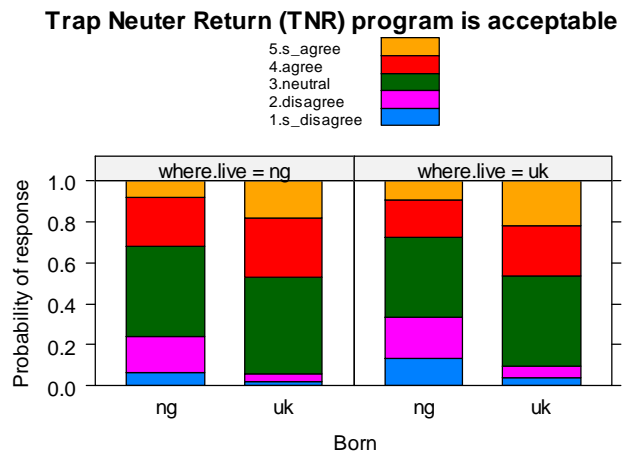 Trap Neuter Return (TNR) program is acceptable
5.s_agree
4.agree
3.neutral
2.disagree
1.s_disagree
where.live = ng
where.live = uk
Probability of response
1.0
0.8
0.6
0.4
0.2
0.0
ng
uk
ng
uk
Born